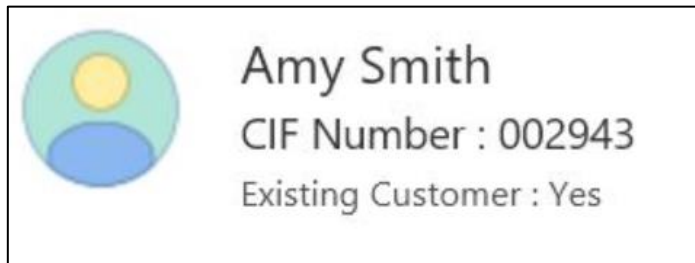 Amy Smith
CIF Number : 002943
Existing Customer : Yes